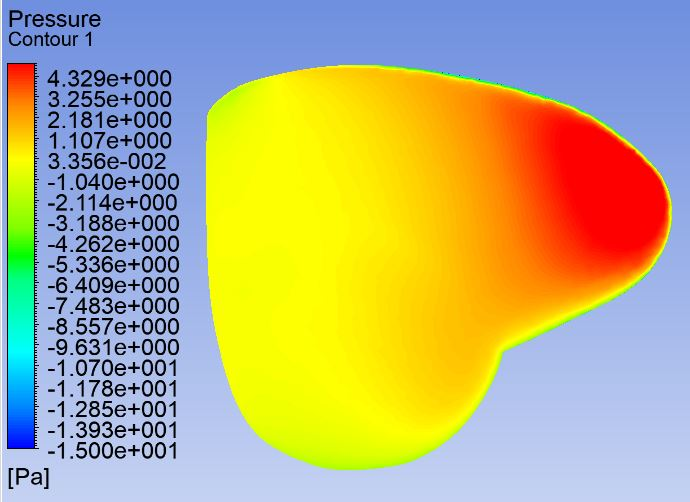 Pressure
Contour 1
4.329e+000
3.255e+000
2.181e+000
1.107e+000
3.356e-002
-1.040e+000
-2.114e+000
-3.188e+000
-4.262e+000
-5.336e+000
-6.409e+000
-7.483e+000
-8.557e+000
-9.631e+000
-1.070e+001
-1.178e+001
-1.285e+001
-1.393e+001
-1.500e+001
[Pa]